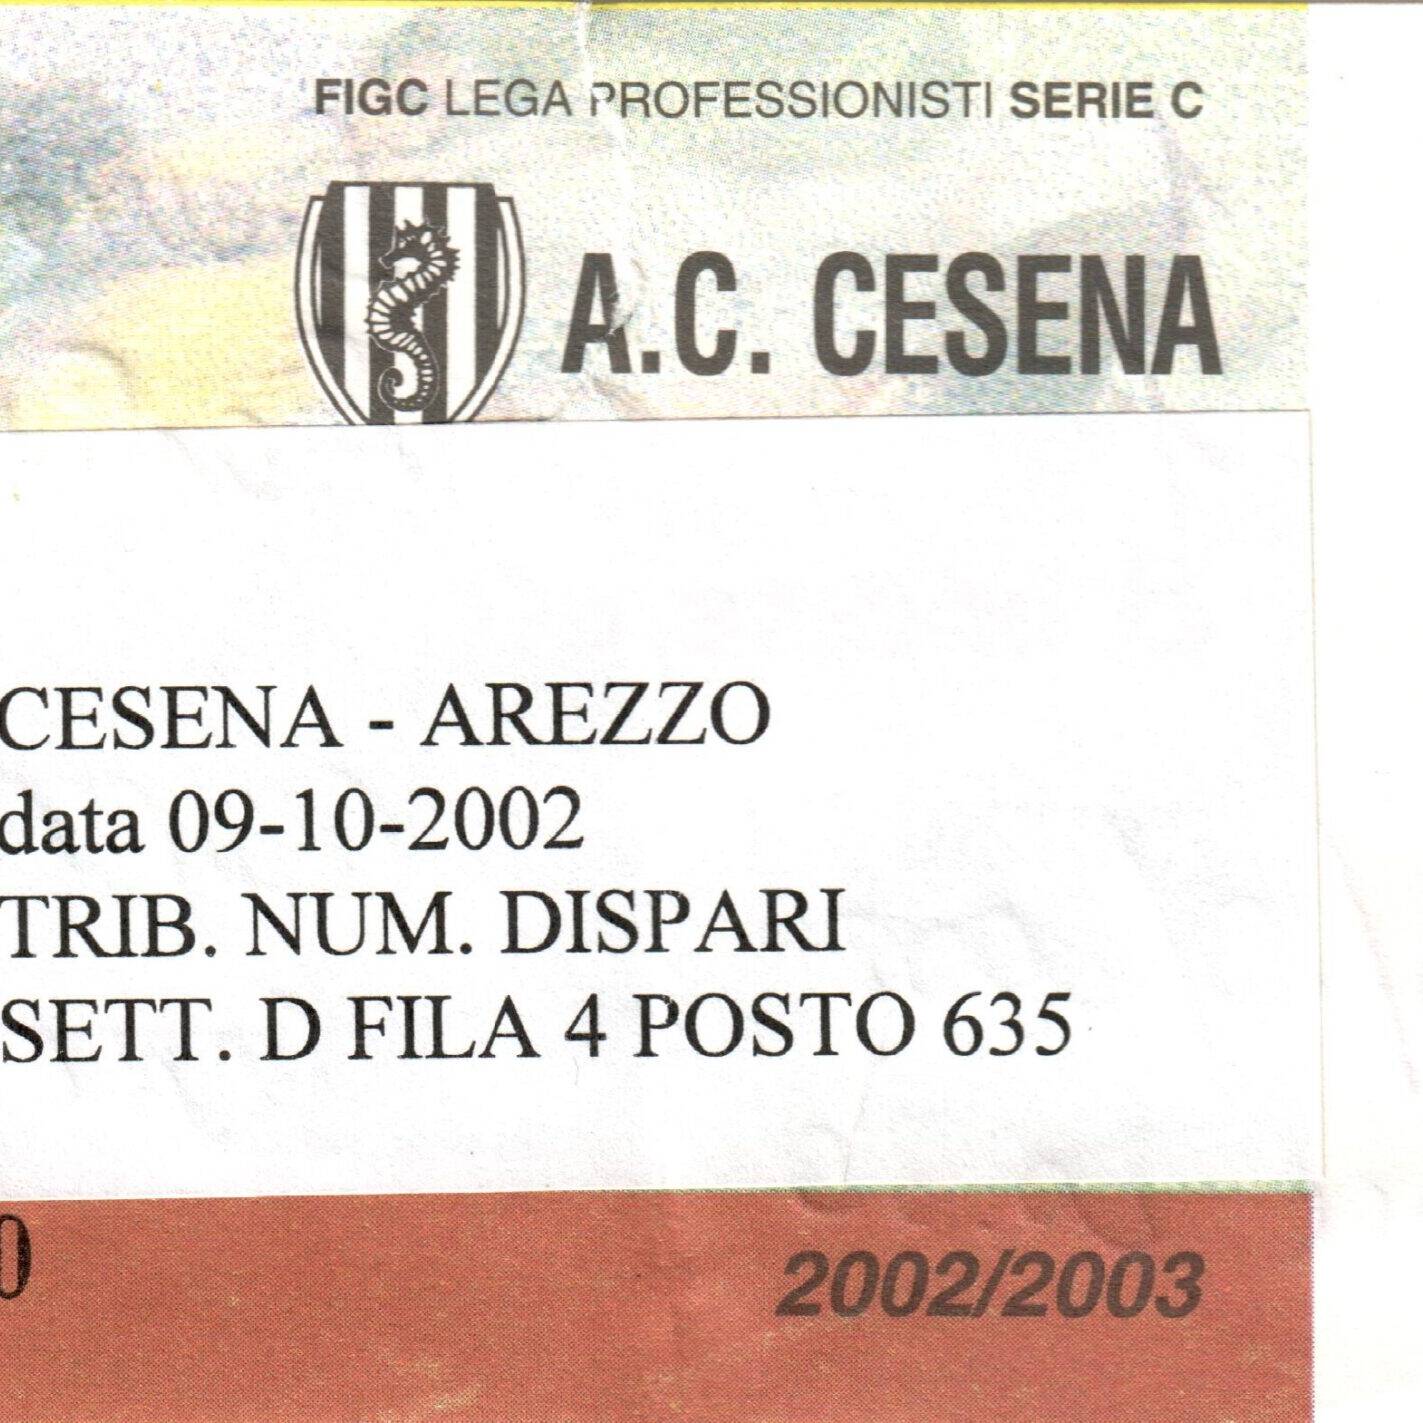 FIGC LEGA PROFESSIONISTI SERIE C
A.C. CESENA
CESENA - AREZZO
data 09-10-2002
TRIB. NUM. DISPARI
SETT. D FILA 4 POSTO 635
0
2002/2003